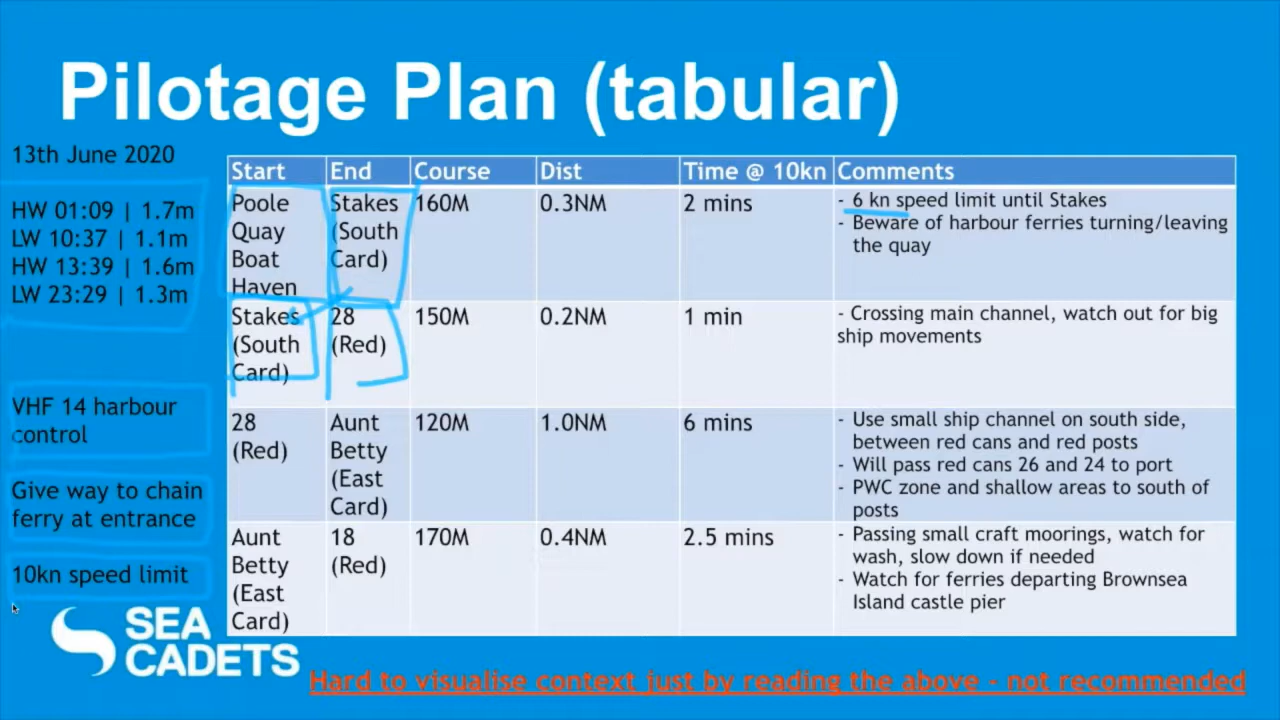 Pilotage Plan (tabular)
13th June 2020
HW 01:09 | 1.7m
LW 10:37 | 1.1m
HW 13:39 | 1.6m
LW 23:29 | 1.3m
VHF 14 harbour
control
Give way to chain
ferry at entrance
10kn speed limit
SEA
CADETS
Start End Course Dist Time @ 10kn Comments
Poole
Quay
Boat
Haven
Stakes
(South
Card)
160M
0.3NM
2 mins
- 6 kn speed limit until Stakes
- Beware of harbour ferries turning/leaving
the quay
Stakes
(South
Card)
28
(Red)
150M
0.2NM
1 min
- Crossing main channel, watch out for big
ship movements
28
(Red)
Aunt
Betty
(East
Card)
120M
1.0NM
6 mins
- Use small ship channel on south side,
between red cans and red posts
- Will pass red cans 26 and 24 to port
- PWC zone and shallow areas to south of
posts
Aunt
Betty
(East
Card)
18
(Red)
170M
0.4NM
2.5 mins
- Passing small craft moorings, watch for
wash, slow down if needed
- Watch for ferries departing Brownsea
Island castle pier
Hard to visualise context just by reading the above - not recommended